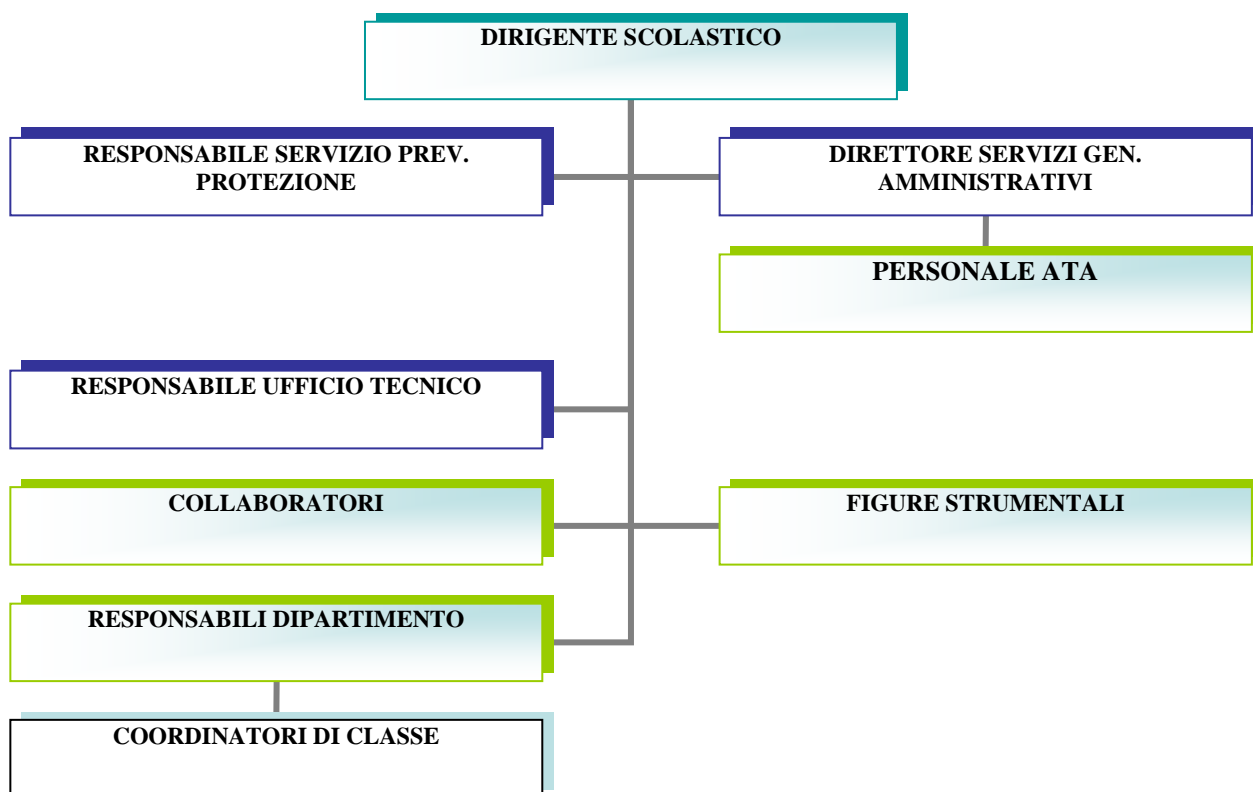 DIRIGENTE SCOLASTICO
RESPONSABILE SERVIZIO PREV.
PROTEZIONE
DIRETTORE SERVIZI GEN.
AMMINISTRATIVI
PERSONALE ATA
RESPONSABILE UFFICIO TECNICO
COLLABORATORI
FIGURE STRUMENTALI
RESPONSABILI DIPARTIMENTO
COORDINATORI DI CLASSE